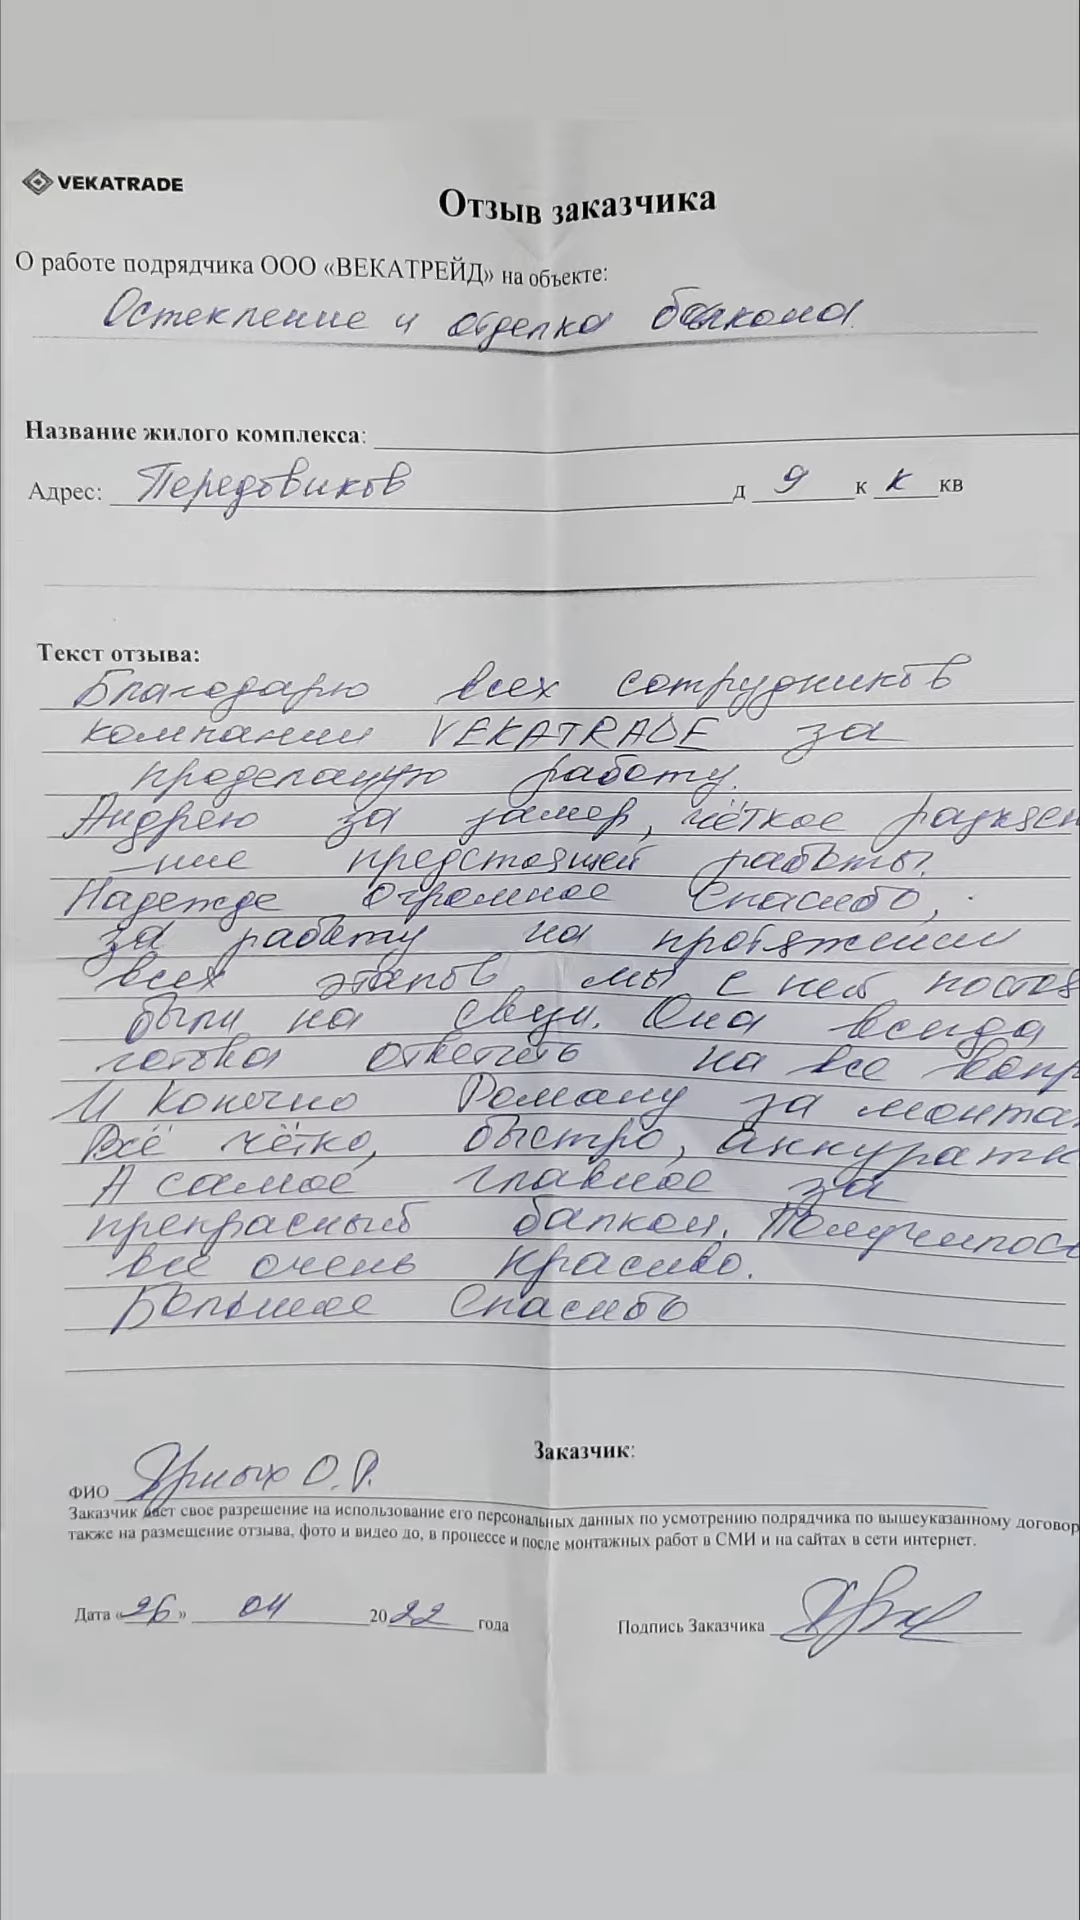 VEKATRADE
Отзыв заказчика
О работе подрядчика ООО «ВЕКАТРЕЙД» на объекте:
Остекление и отделка балкона.
Название жилого комплекса:
Адрес: Передовиков д 9 к к кв
Текст отзыва:
Благодарю всех сотрудников
компании VEKATRADE за
проделаную работу.
Андрею за замер, чёткое
ние предстоящей работы.
Надежде огромное Спасибо,
за работу на протяжении
всех этапов мы с ней постоя
были на связи. Она всегда
готова ответить на все вопр
И Конечно Роману за монта
Всё чётко, быстро, аккуратн
А самое главное за
прекрасный балкон. Получилось
все очень красиво.
Большое Спасибо
Заказчик:
ФИО О.Р.
Заказчик дает свое разрешение на использование его персональных данных по усмотрению подрядчика по вышеуказанному договор
также на размещение отзыва, фото и видео до, в процессе и после монтажных работ в СМИ и на сайтах в сети интернет.
Дата «26» 04 2022 года Подпись Заказчика